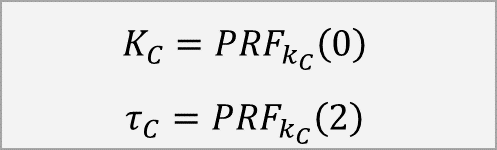 K_C = PRF_{k_C}(0)
τ_C = PRF_{k_C}(2)